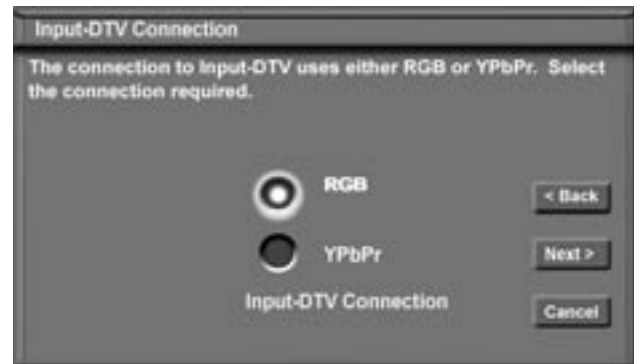 Input-DTV Connection
The connection to Input-DTV uses either RGB or YPbPr. Select
the connection required.
RGB
< Back
YPbPr
Next >
Input-DTV Connection
Cancel